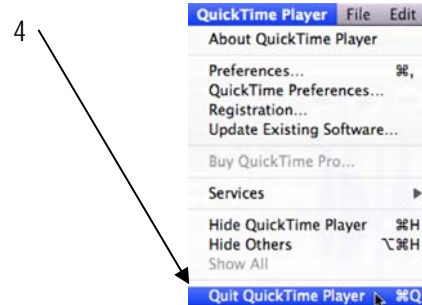 4
QuickTime Player File Edit
About QuickTime Player
Preferences... ⌘,
QuickTime Preferences...
Registration...
Update Existing Software...
Buy QuickTime Pro...
Services ▶
Hide QuickTime Player ⌘H
Hide Others ⌥⌘H
Show All
Quit QuickTime Player ⌘Q